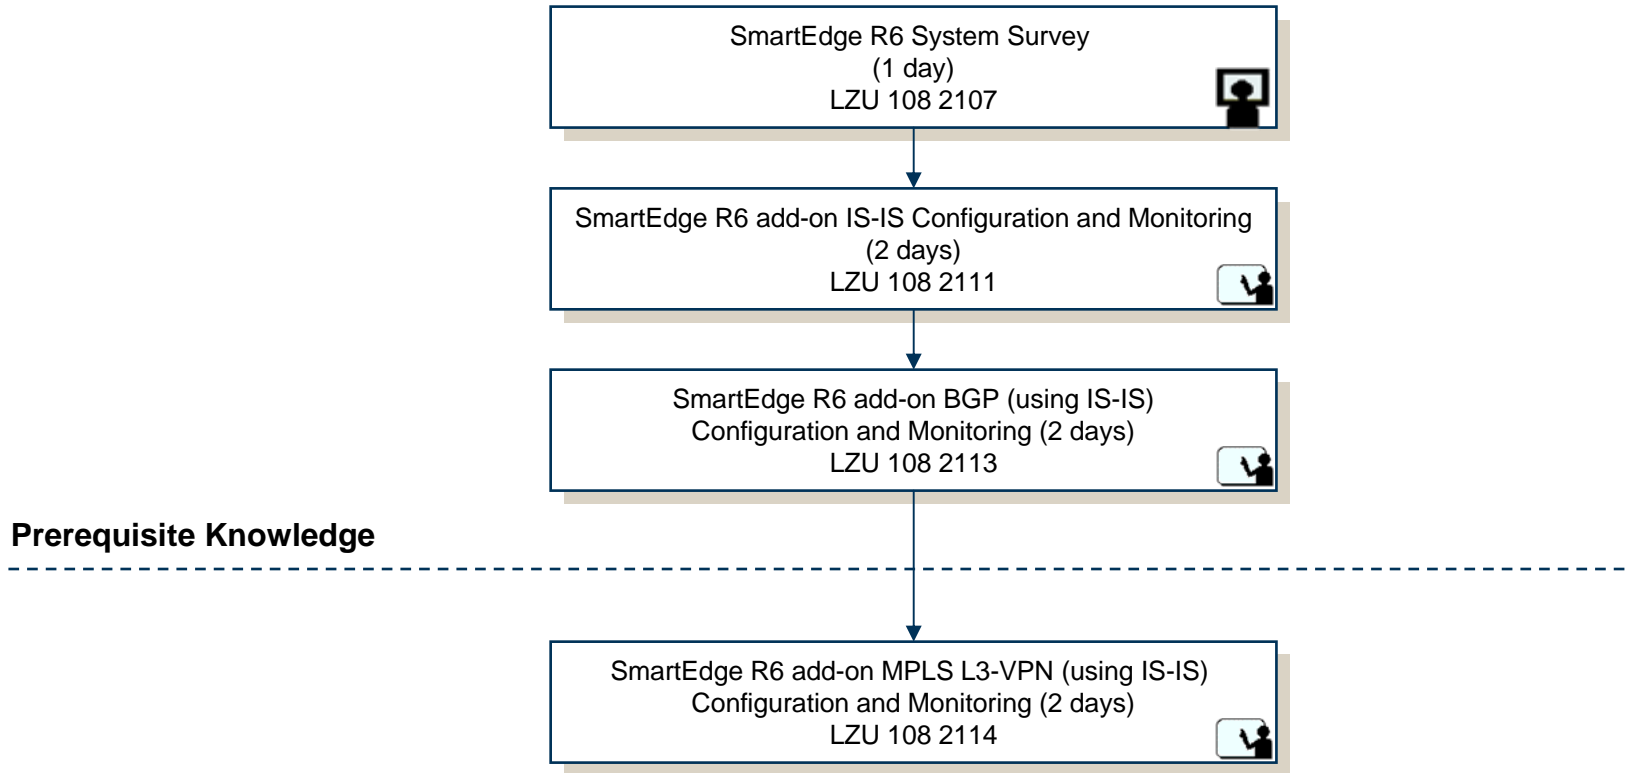 SmartEdge R6 System Survey
(1 day)
LZU 108 2107
SmartEdge R6 add-on IS-IS Configuration and Monitoring
(2 days)
LZU 108 2111
SmartEdge R6 add-on BGP (using IS-IS)
Configuration and Monitoring (2 days)
LZU 108 2113
Prerequisite Knowledge
SmartEdge R6 add-on MPLS L3-VPN (using IS-IS)
Configuration and Monitoring (2 days)
LZU 108 2114